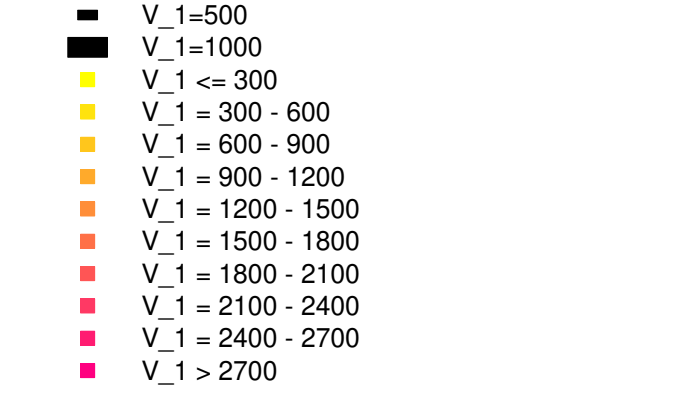 V_1=500
V_1=1000
V_1 <= 300
V_1 = 300 - 600
V_1 = 600 - 900
V_1 = 900 - 1200
V_1 = 1200 - 1500
V_1 = 1500 - 1800
V_1 = 1800 - 2100
V_1 = 2100 - 2400
V_1 = 2400 - 2700
V_1 > 2700